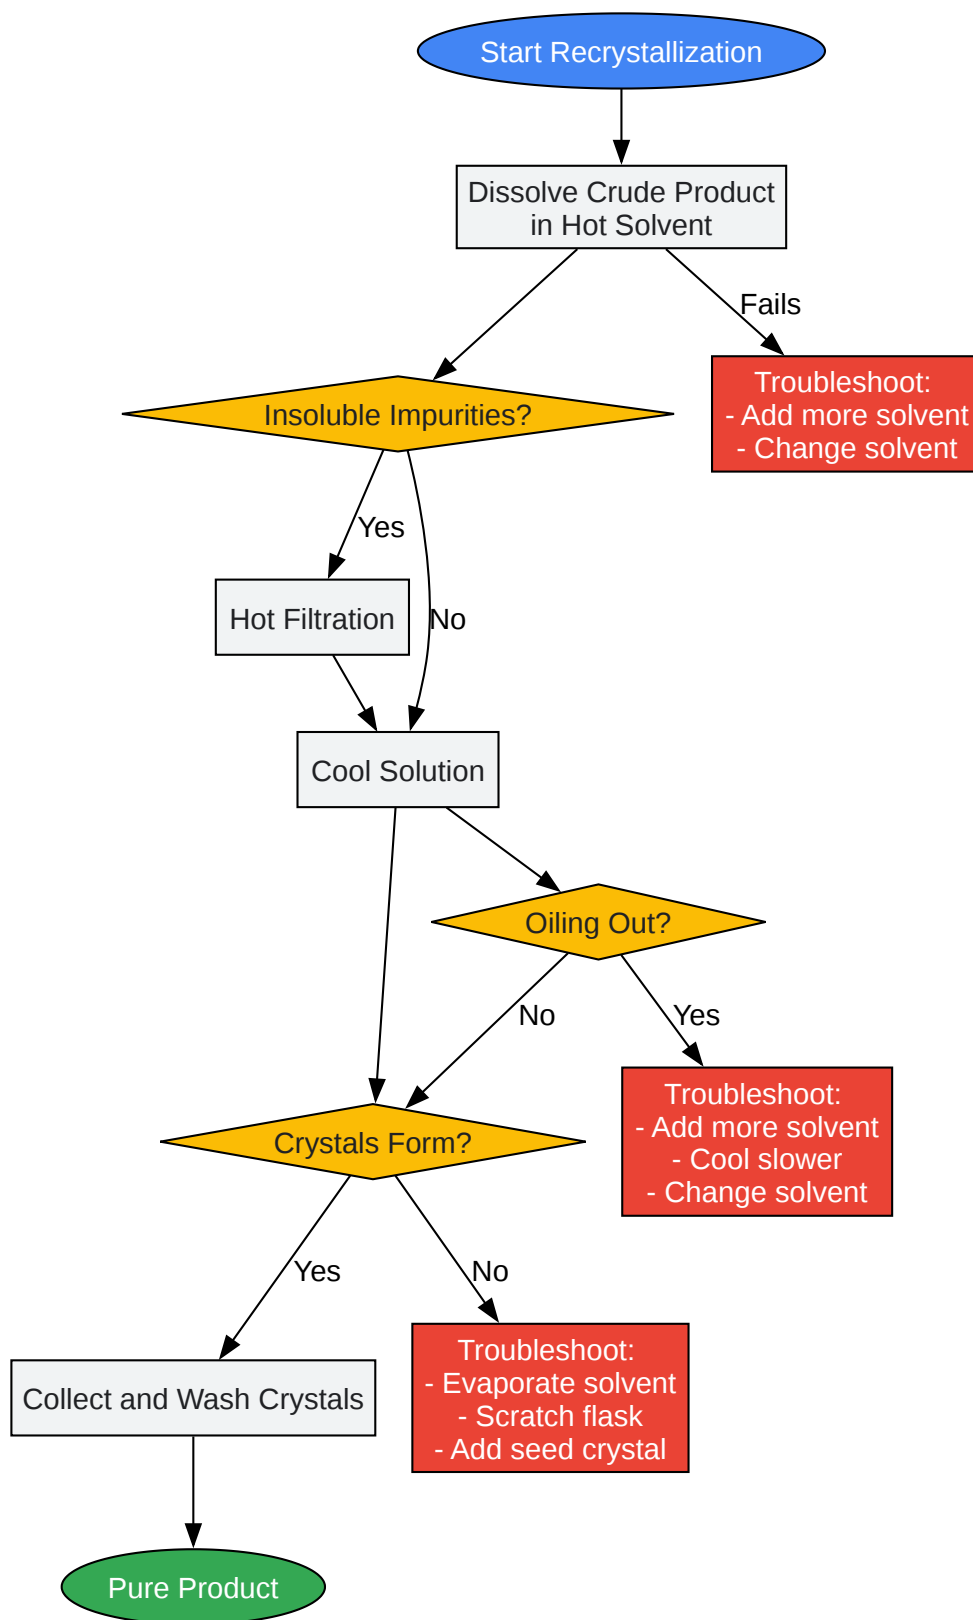 Start Recrystallization
Dissolve Crude Product
in Hot Solvent
Fails
Troubleshoot:
- Add more solvent
- Change solvent
Insoluble Impurities?
Yes
No
Hot Filtration
Cool Solution
Oiling Out?
No
Yes
Troubleshoot:
- Add more solvent
- Cool slower
- Change solvent
Crystals Form?
Yes
No
Troubleshoot:
- Evaporate solvent
- Scratch flask
- Add seed crystal
Collect and Wash Crystals
Pure Product